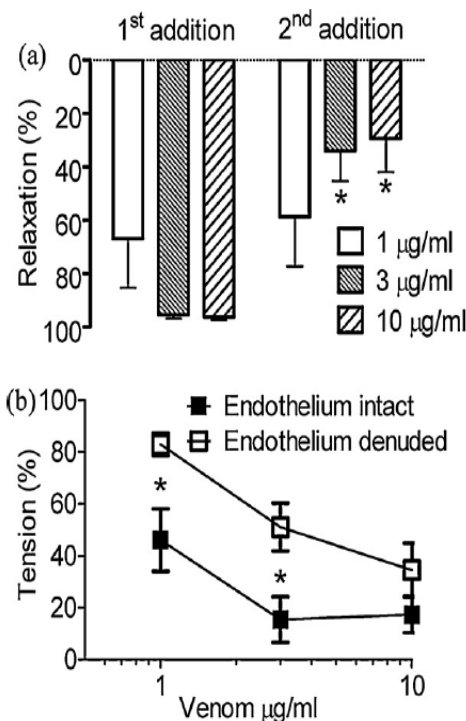 1st addition 2nd addition
(a)
0
20
40
60
80
100
Relaxation (%)
* *
1 µg/ml
3 µg/ml
10 µg/ml
(b)
100
80
60
40
20
0
Tension (%)
Endothelium intact
Endothelium denuded
*
*
1 10
Venom µg/ml